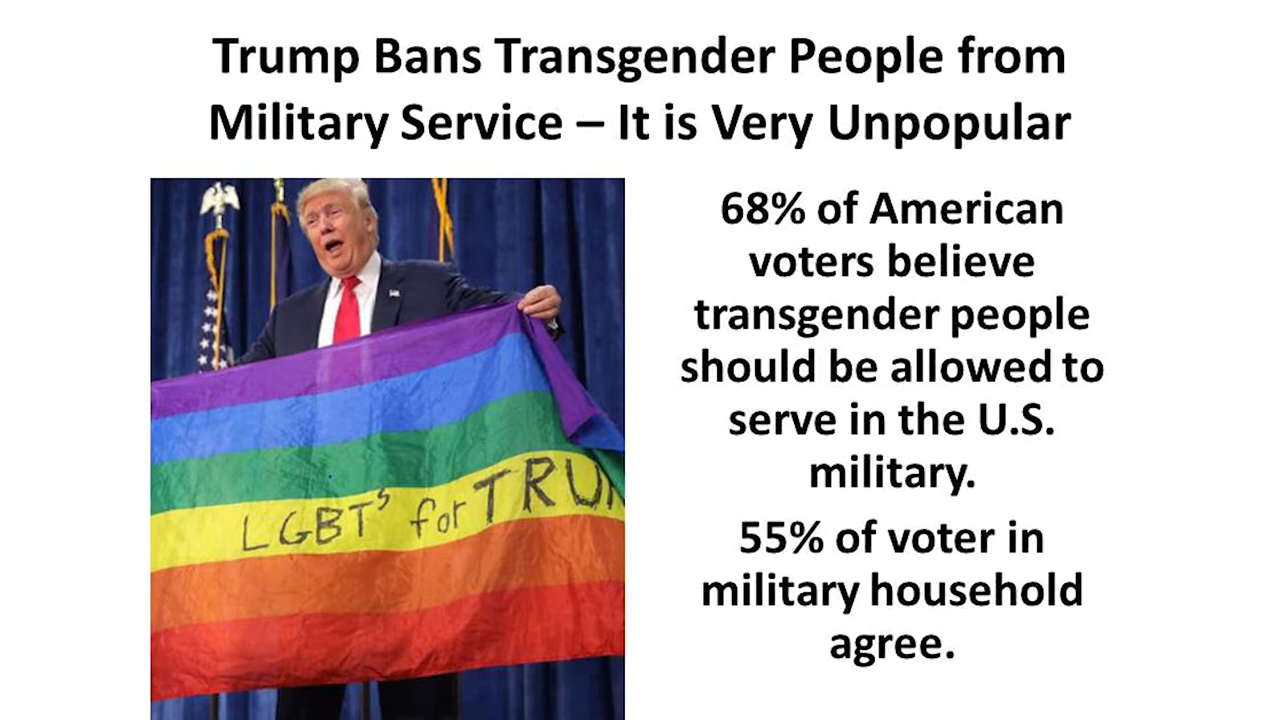 Trump Bans Transgender People from
Military Service – It is Very Unpopular
68% of American
voters believe
transgender people
should be allowed to
serve in the U.S.
military.
55% of voter in
military household
agree.
LGBT's for TRU